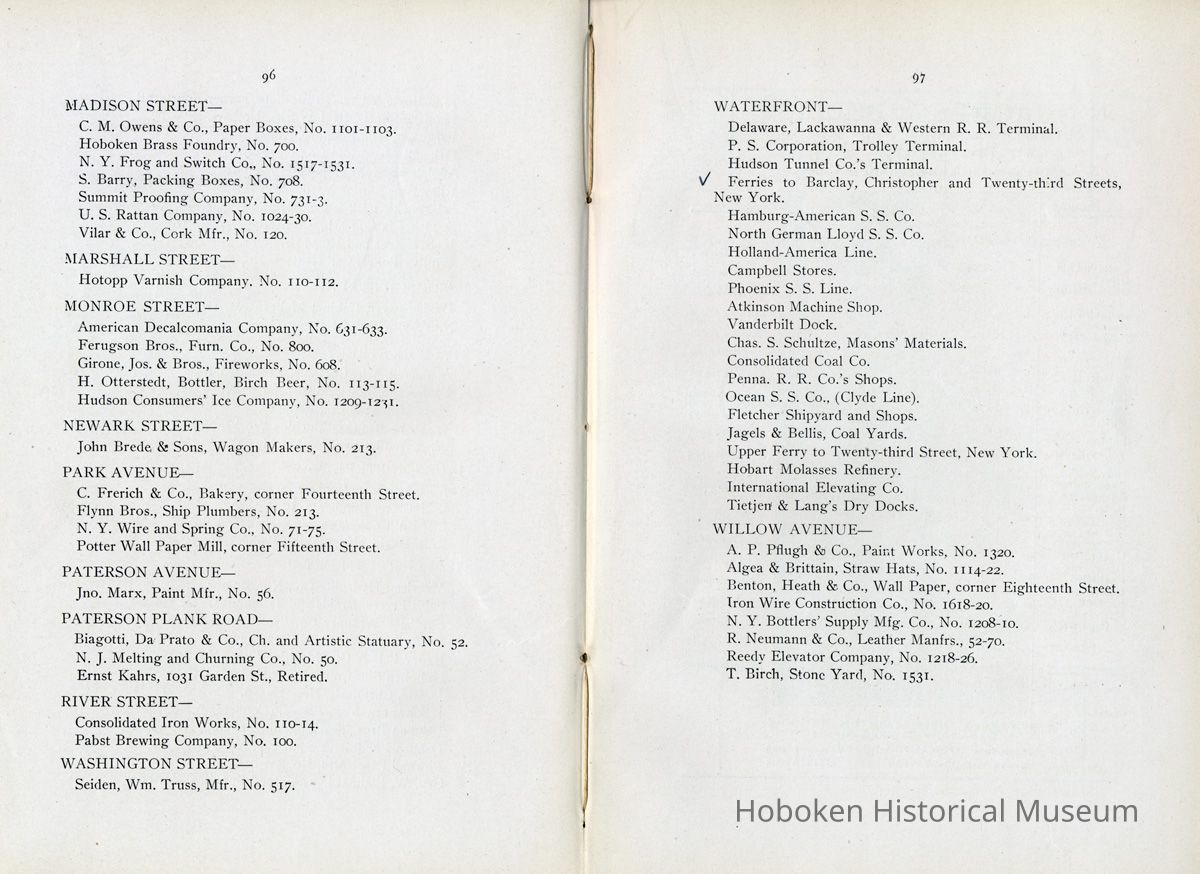 96
MADISON STREET—
C. M. Owens & Co., Paper Boxes, No. 1101-1103.
Hoboken Brass Foundry, No. 700.
N. Y. Frog and Switch Co., No. 1517-1531.
S. Barry, Packing Boxes, No. 708.
Summit Proofing Company, No. 731-3.
U. S. Rattan Company, No. 1024-30.
Vilar & Co., Cork Mfr., No. 120.
MARSHALL STREET—
Hotopp Varnish Company. No. 110-112.
MONROE STREET—
American Decalcomania Company, No. 631-633.
Ferugson Bros., Furn. Co., No. 800.
Girone, Jos. & Bros., Fireworks, No. 608.
H. Otterstedt, Bottler, Birch Beer, No. 113-115.
Hudson Consumers' Ice Company, No. 1209-1231.
NEWARK STREET—
John Brede & Sons, Wagon Makers, No. 213.
PARK AVENUE—
C. Frerich & Co., Bakery, corner Fourteenth Street.
Flynn Bros., Ship Plumbers, No. 213.
N. Y. Wire and Spring Co., No. 71-75.
Potter Wall Paper Mill, corner Fifteenth Street.
PATERSON AVENUE—
Jno. Marx, Paint Mfr., No. 56.
PATERSON PLANK ROAD—
Biagotti, Da Prato & Co., Ch. and Artistic Statuary, No. 52.
N. J. Melting and Churning Co., No. 50.
Ernst Kahrs, 1031 Garden St., Retired.
RIVER STREET—
Consolidated Iron Works, No. 110-14.
Pabst Brewing Company, No. 100.
WASHINGTON STREET—
Seiden, Wm. Truss, Mfr., No. 517.
97
WATERFRONT—
Delaware, Lackawanna & Western R. R. Terminal.
P. S. Corporation, Trolley Terminal.
Hudson Tunnel Co.'s Terminal.
✓ Ferries to Barclay, Christopher and Twenty-third Streets,
New York.
Hamburg-American S. S. Co.
North German Lloyd S. S. Co.
Holland-America Line.
Campbell Stores.
Phoenix S. S. Line.
Atkinson Machine Shop.
Vanderbilt Dock.
Chas. S. Schultze, Masons' Materials.
Consolidated Coal Co.
Penna. R. R. Co.'s Shops.
Ocean S. S. Co., (Clyde Line).
Fletcher Shipyard and Shops.
Jagels & Bellis, Coal Yards.
Upper Ferry to Twenty-third Street, New York.
Hobart Molasses Refinery.
International Elevating Co.
Tietjen & Lang's Dry Docks.
WILLOW AVENUE—
A. P. Pflugh & Co., Paint Works, No. 1320.
Algea & Brittain, Straw Hats, No. 1114-22.
Benton, Heath & Co., Wall Paper, corner Eighteenth Street.
Iron Wire Construction Co., No. 1618-20.
N. Y. Bottlers' Supply Mfg. Co., No. 1208-10.
R. Neumann & Co., Leather Manfrs., 52-70.
Reedy Elevator Company, No. 1218-26.
T. Birch, Stone Yard, No. 1531.
Hoboken Historical Museum